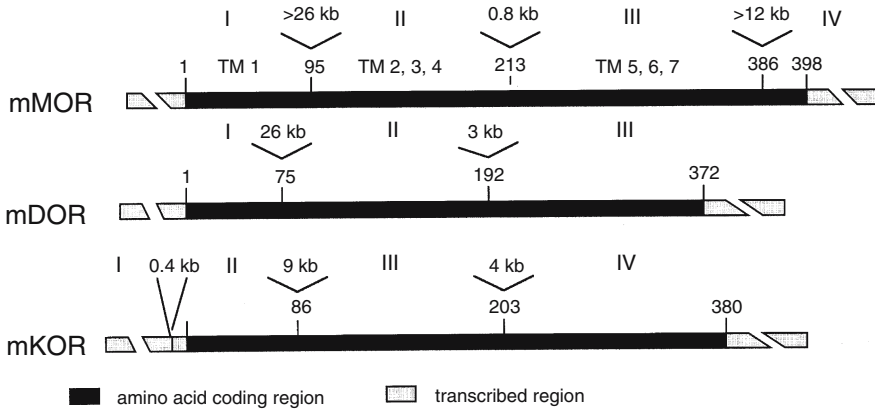 I >26 kb II 0.8 kb III >12 kb IV
1 TM 1 95 TM 2, 3, 4 213 TM 5, 6, 7 386 398
mMOR
I 26 kb II 3 kb III
1 75 192 372
mDOR
I 0.4 kb II 9 kb III 4 kb IV
86 203 380
mKOR
amino acid coding region transcribed region